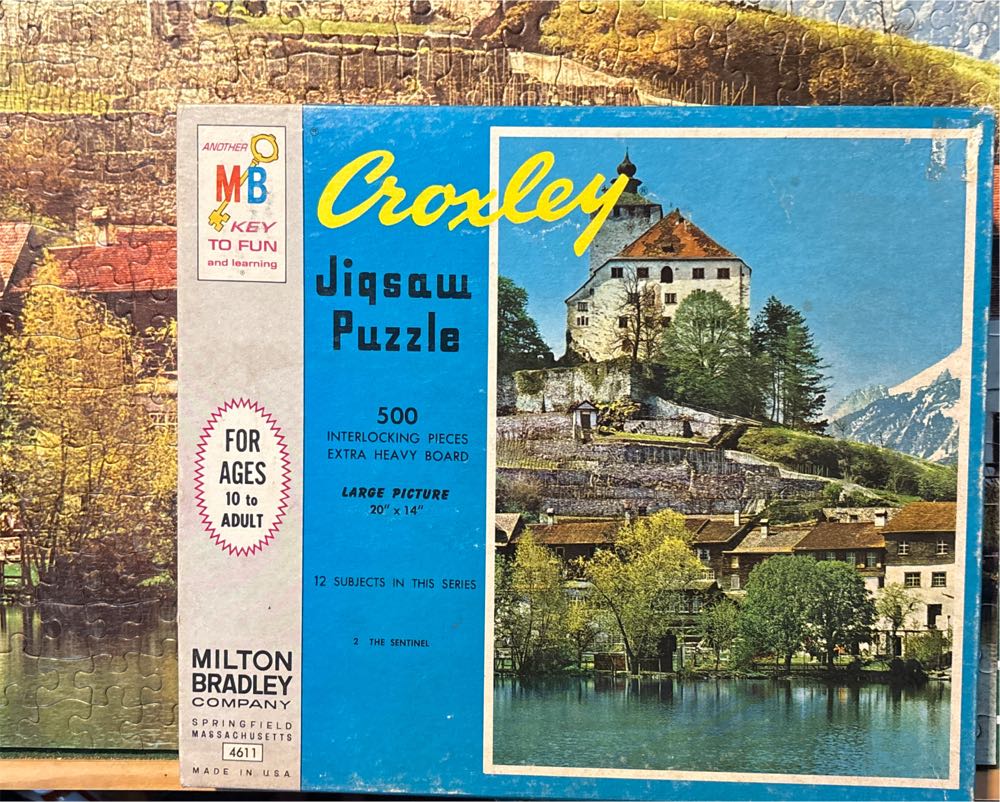 ANOTHER
MB
KEY
TO FUN
and learning
®
FOR
AGES
10 to
ADULT
MILTON
BRADLEY
COMPANY
SPRINGFIELD
MASSACHUSETTS
4611
MADE IN U.S.A.
®
Croxley
Jigsaw
Puzzle
500
INTERLOCKING PIECES
EXTRA HEAVY BOARD
LARGE PICTURE
20" x 14"
12 SUBJECTS IN THIS SERIES
2 THE SENTINEL